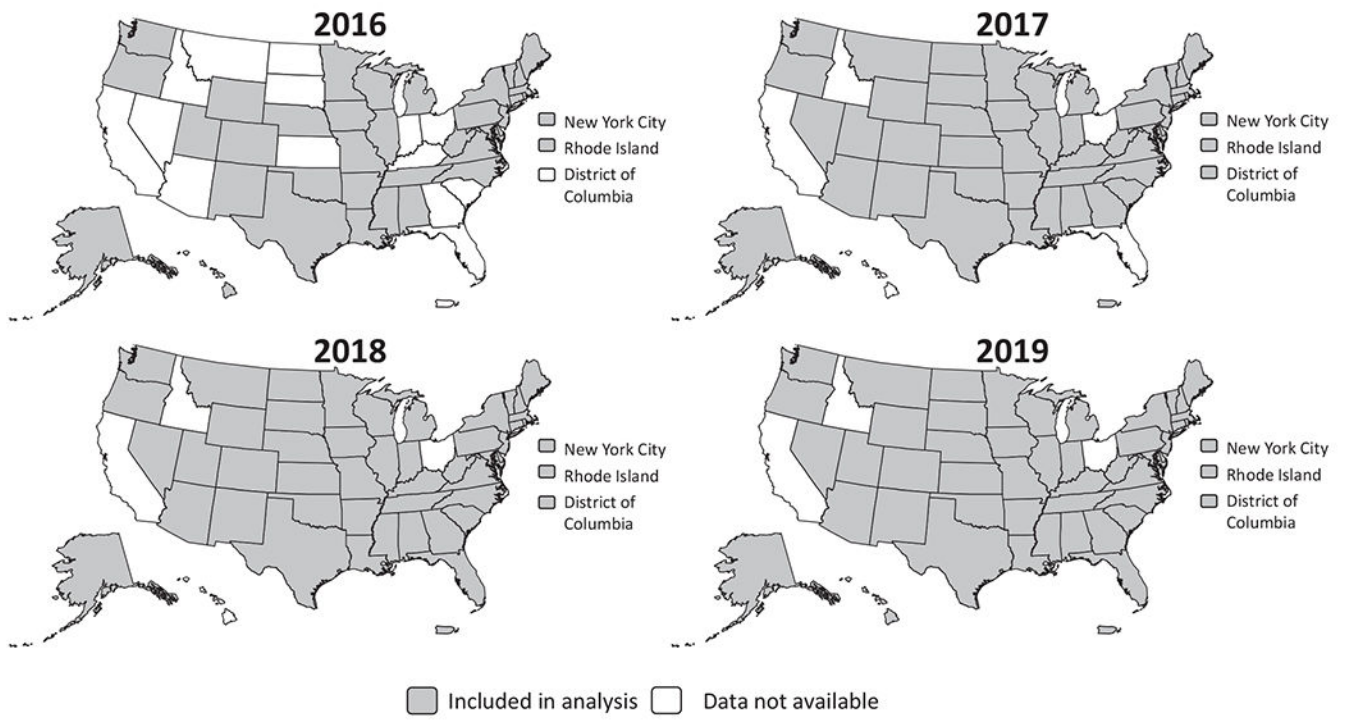 2016
New York City
Rhode Island
District of
Columbia
2017
New York City
Rhode Island
District of
Columbia
2018
New York City
Rhode Island
District of
Columbia
2019
New York City
Rhode Island
District of
Columbia
Included in analysis
Data not available